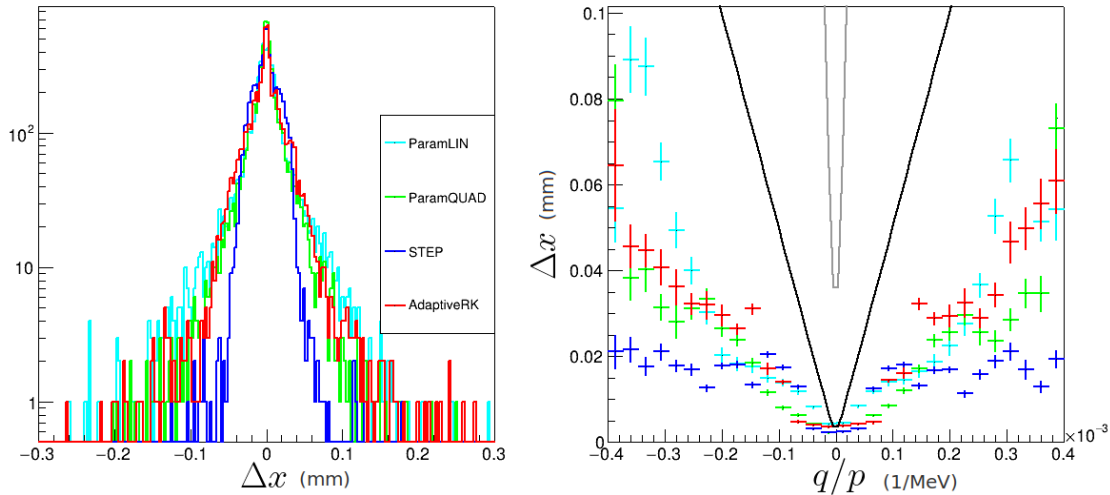 10²
10
1
−0.3 −0.2 −0.1 0 0.1 0.2 0.3
Δx (mm)
ParamLIN
ParamQUAD
STEP
AdaptiveRK
Δx (mm)
0.1
0.08
0.06
0.04
0.02
0
−0.4 −0.3 −0.2 −0.1 0 0.1 0.2 0.3 0.4
×10⁻³
q/p (1/MeV)